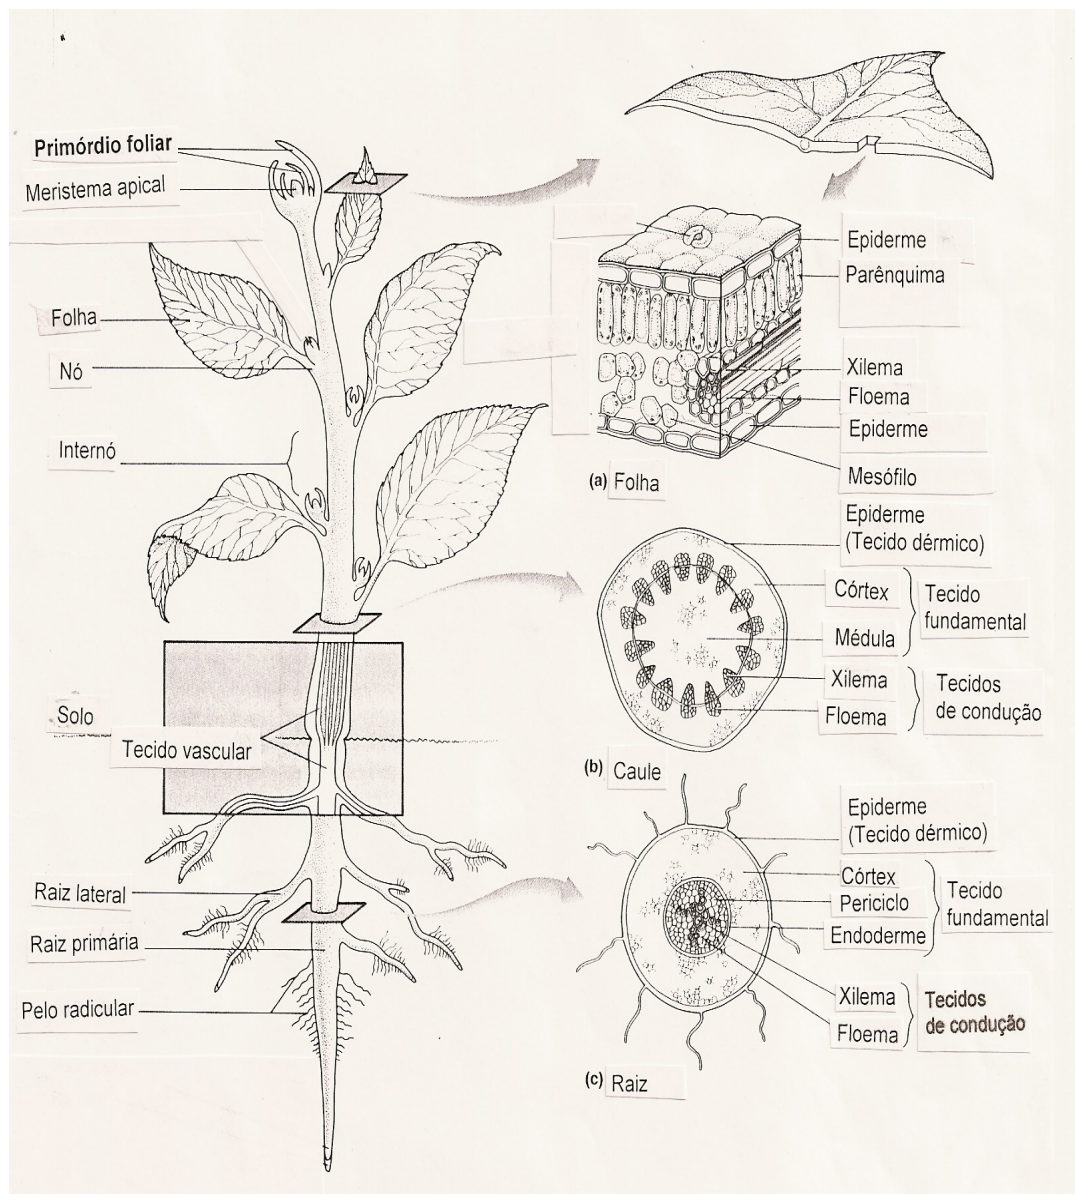 Primórdio foliar
Meristema apical
Folha
Nó
Internó
Solo
Tecido vascular
Raiz lateral
Raiz primária
Pelo radicular
Epiderme
Parênquima
Xilema
Floema
Epiderme
Mesófilo
(a) Folha
Epiderme
(Tecido dérmico)
Córtex
Médula
Tecido
fundamental
Xilema
Floema
Tecidos
de condução
(b) Caule
Epiderme
(Tecido dérmico)
Córtex
Periciclo
Endoderme
Tecido
fundamental
Xilema
Floema
Tecidos
de condução
(c) Raiz